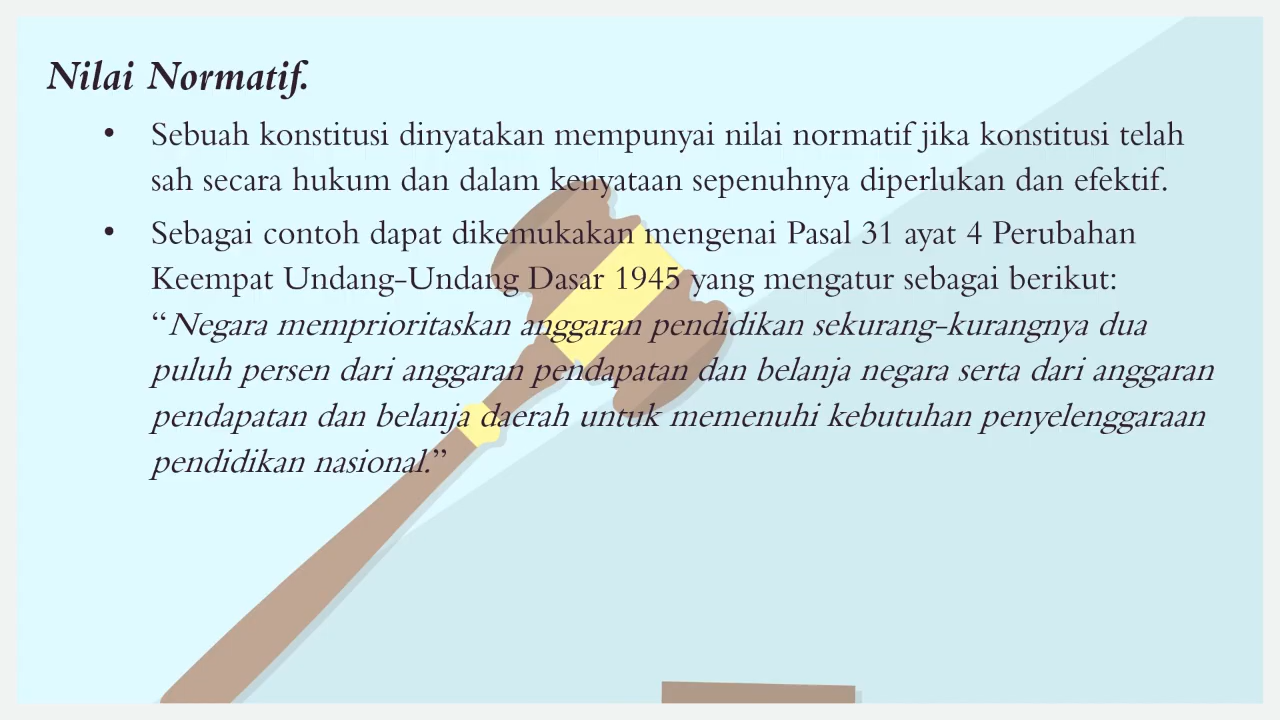 Nilai Normatif.
• Sebuah konstitusi dinyatakan mempunyai nilai normatif jika konstitusi telah
sah secara hukum dan dalam kenyataan sepenuhnya diperlukan dan efektif.
• Sebagai contoh dapat dikemukakan mengenai Pasal 31 ayat 4 Perubahan
Keempat Undang-Undang Dasar 1945 yang mengatur sebagai berikut:
“Negara memprioritaskan anggaran pendidikan sekurang-kurangnya dua
puluh persen dari anggaran pendapatan dan belanja negara serta dari anggaran
pendapatan dan belanja daerah untuk memenuhi kebutuhan penyelenggaraan
pendidikan nasional.”